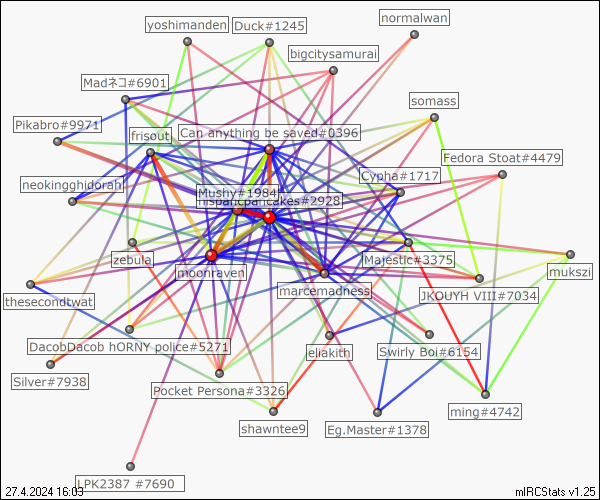 yoshimanden
Duck#1245
normalwan
bigcitysamurai
Madネコ#6901
somass
Pikabro#9971
frisout
Can anything be saved#0396
Fedora Stoat#4479
Cypha#1717
neokingghidorah
Mushy#1984
hispancpancakes#2928
zebula
moonraven
Majestic#3375
mukszi
marcemadness
thesecondtwat
JKOUYH VIII#7034
DacobDacob hORNY police#5271
eliakith
Swirly Boi#6154
Silver#7938
Pocket Persona#3326
ming#4742
shawntee9
Eg.Master#1378
LPK2387 #7690
27.4.2024 16:03
mIRCStats v1.25